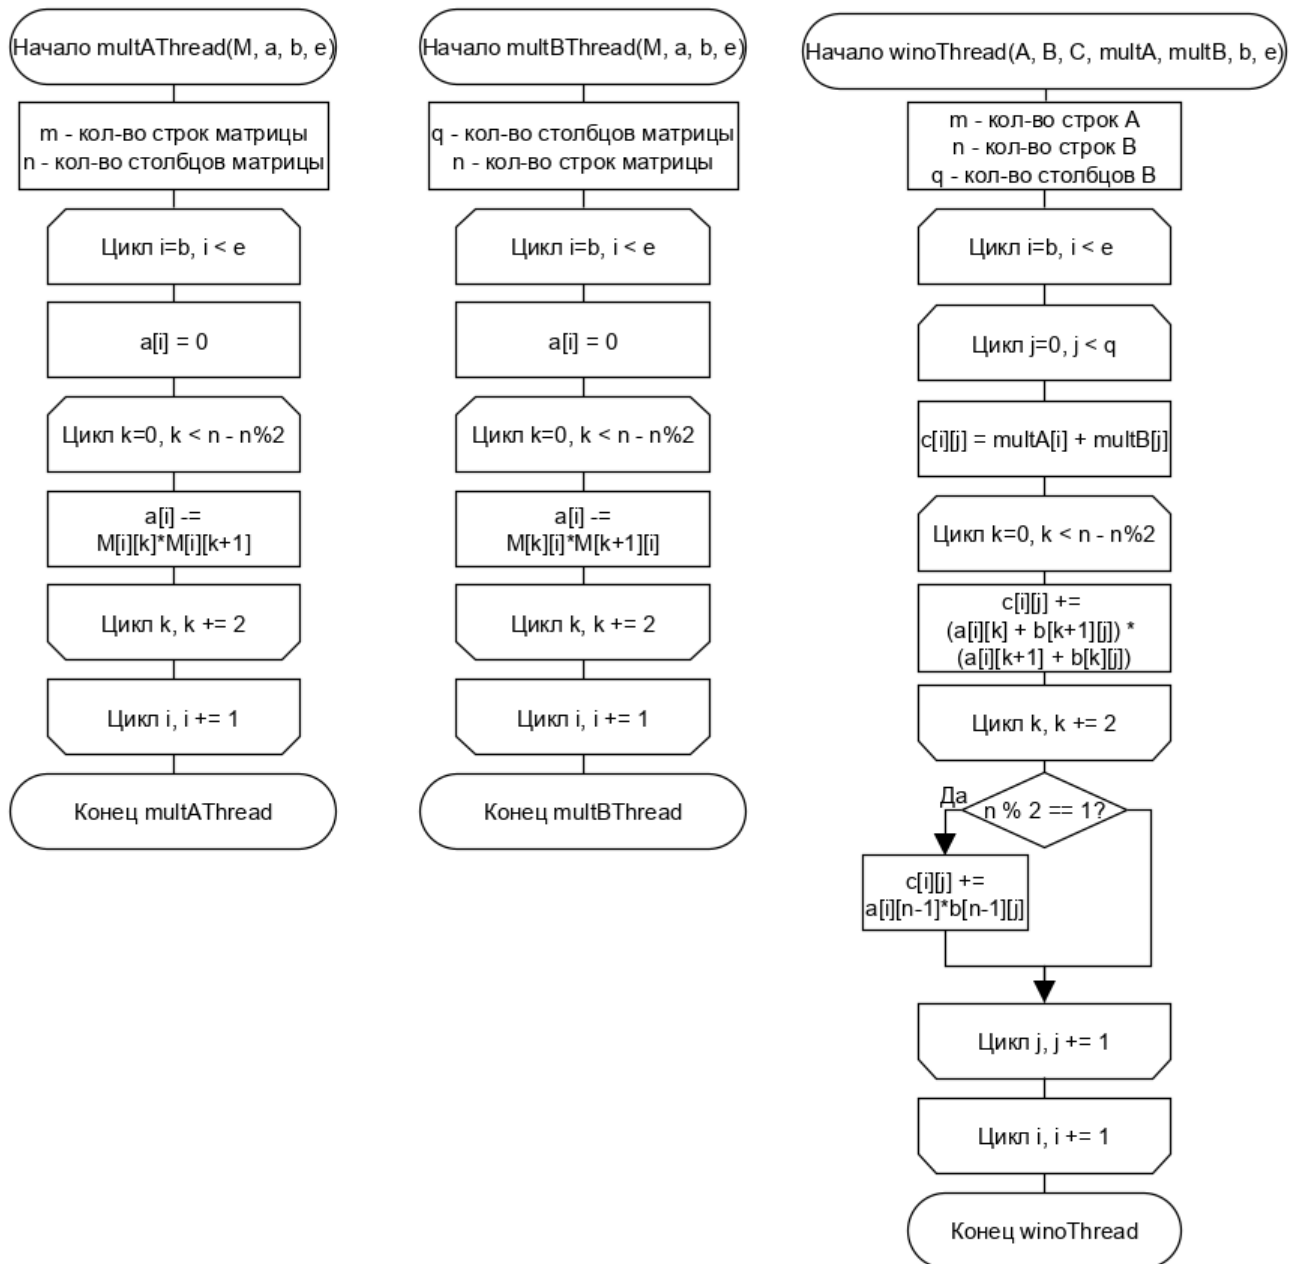 Начало multAThread(M, a, b, e)
m - кол-во строк матрицы
n - кол-во столбцов матрицы
Цикл i=b, i < e
a[i] = 0
Цикл k=0, k < n - n%2
a[i] -=
M[i][k]*M[i][k+1]
Цикл k, k += 2
Цикл i, i += 1
Конец multAThread
Начало multBThread(M, a, b, e)
q - кол-во столбцов матрицы
n - кол-во строк матрицы
Цикл i=b, i < e
a[i] = 0
Цикл k=0, k < n - n%2
a[i] -=
M[k][i]*M[k+1][i]
Цикл k, k += 2
Цикл i, i += 1
Конец multBThread
Начало winoThread(A, B, C, multA, multB, b, e)
m - кол-во строк A
n - кол-во строк B
q - кол-во столбцов B
Цикл i=b, i < e
Цикл j=0, j < q
c[i][j] = multA[i] + multB[j]
Цикл k=0, k < n - n%2
c[i][j] +=
(a[i][k] + b[k+1][j]) *
(a[i][k+1] + b[k][j])
Цикл k, k += 2
Да
n % 2 == 1?
c[i][j] +=
a[i][n-1]*b[n-1][j]
Цикл j, j += 1
Цикл i, i += 1
Конец winoThread